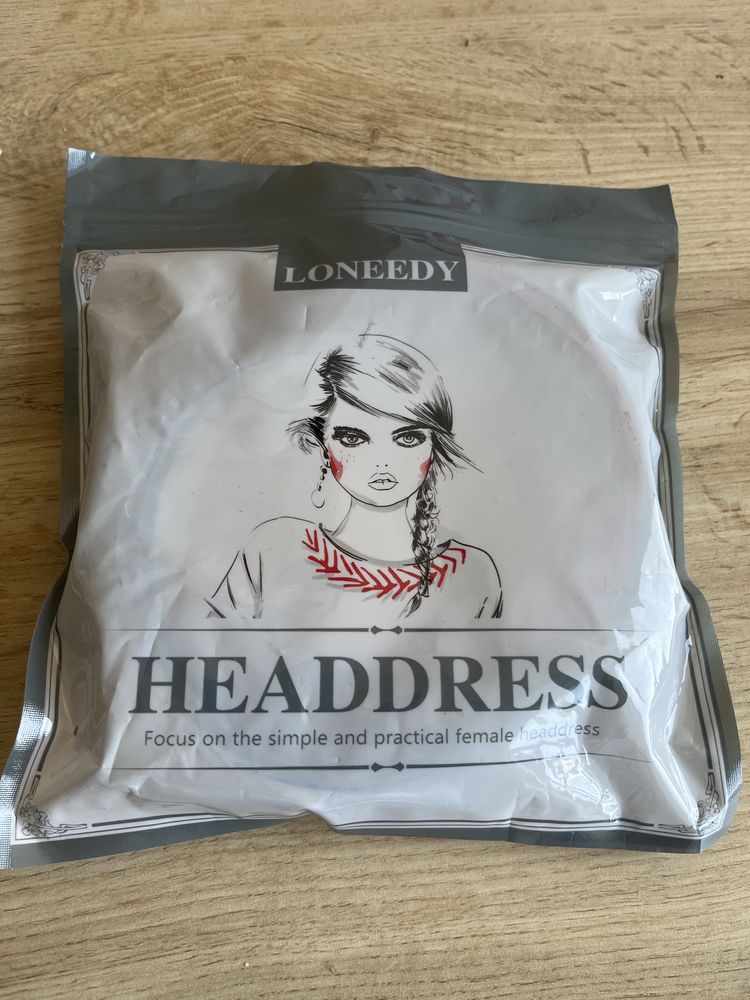 LONEEDY
HEADDRESS
Focus on the simple and practical female headdress